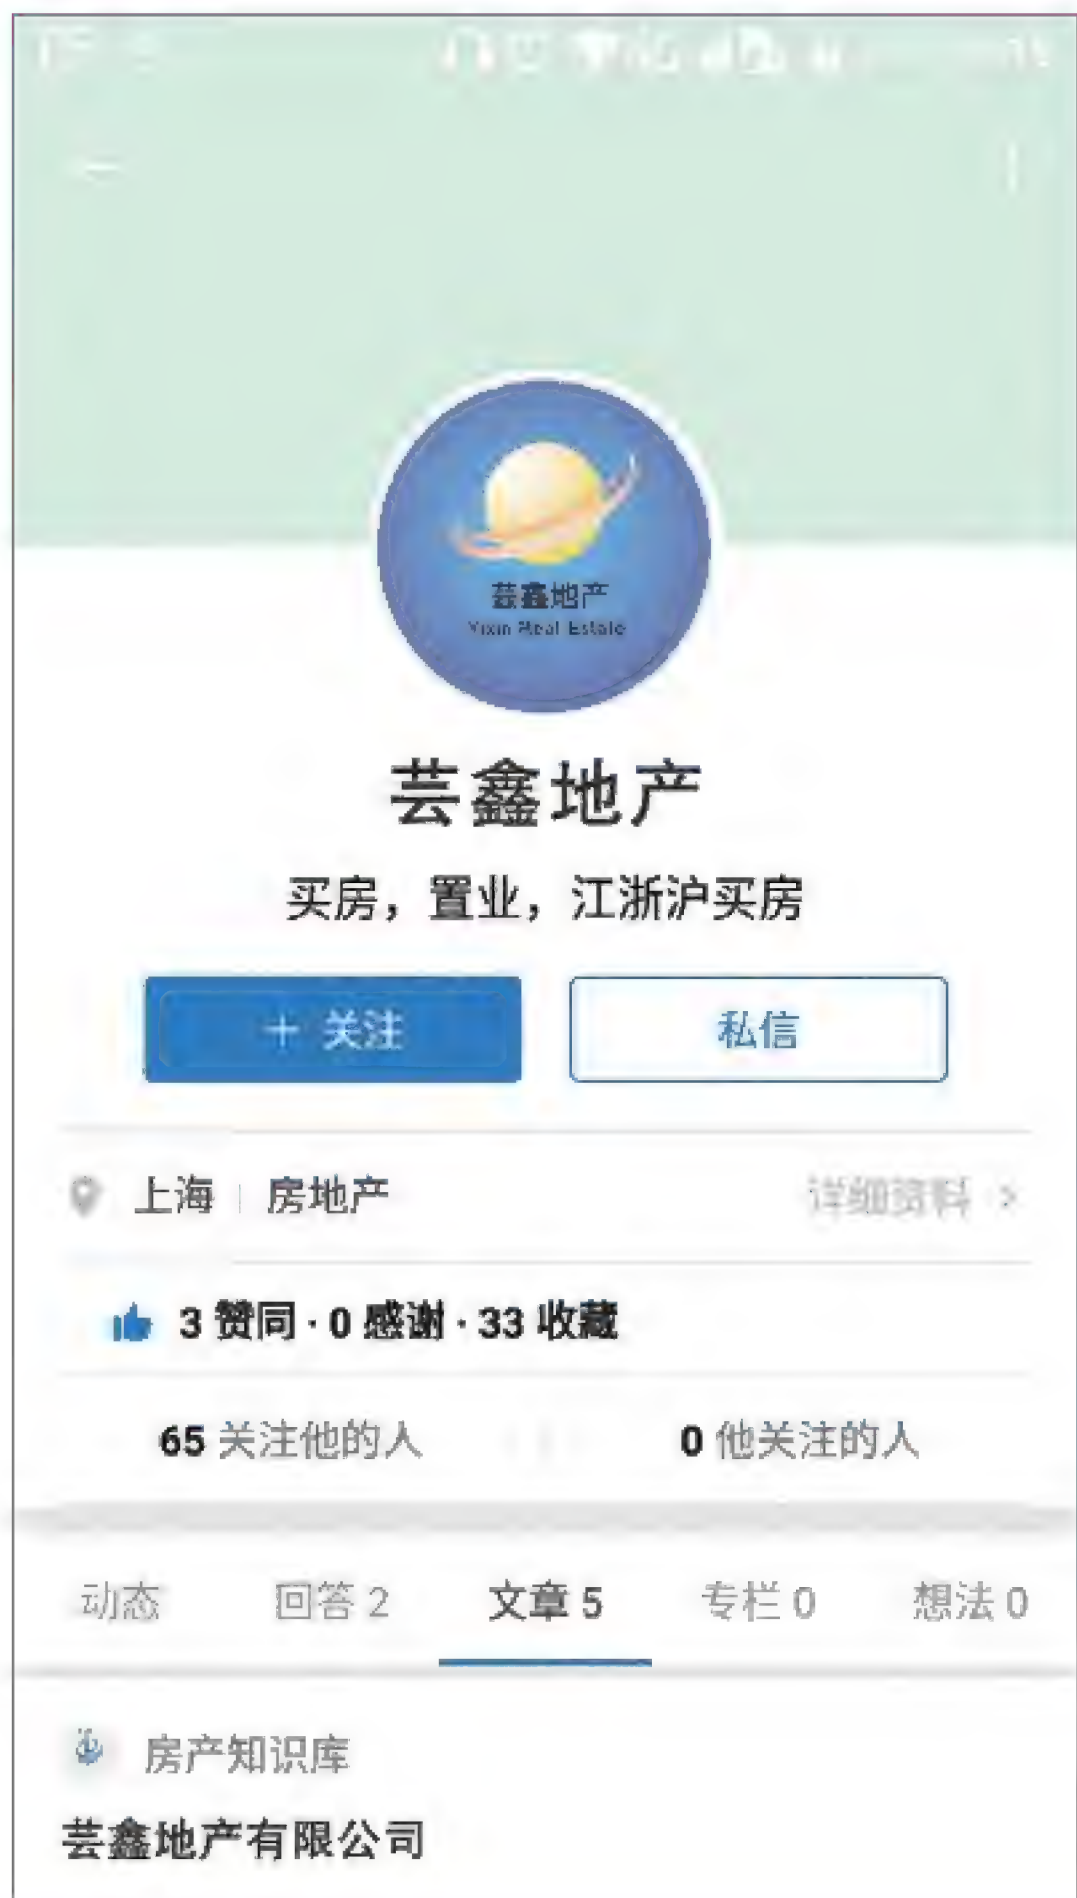 芸鑫地产
Yixin Real Estate
芸鑫地产
买房，置业，江浙沪买房
+ 关注
私信
上海 | 房地产
详细资料 >
3 赞同 · 0 感谢 · 33 收藏
65 关注他的人
0 他关注的人
动态
回答 2
文章 5
专栏 0
想法 0
房产知识库
芸鑫地产有限公司